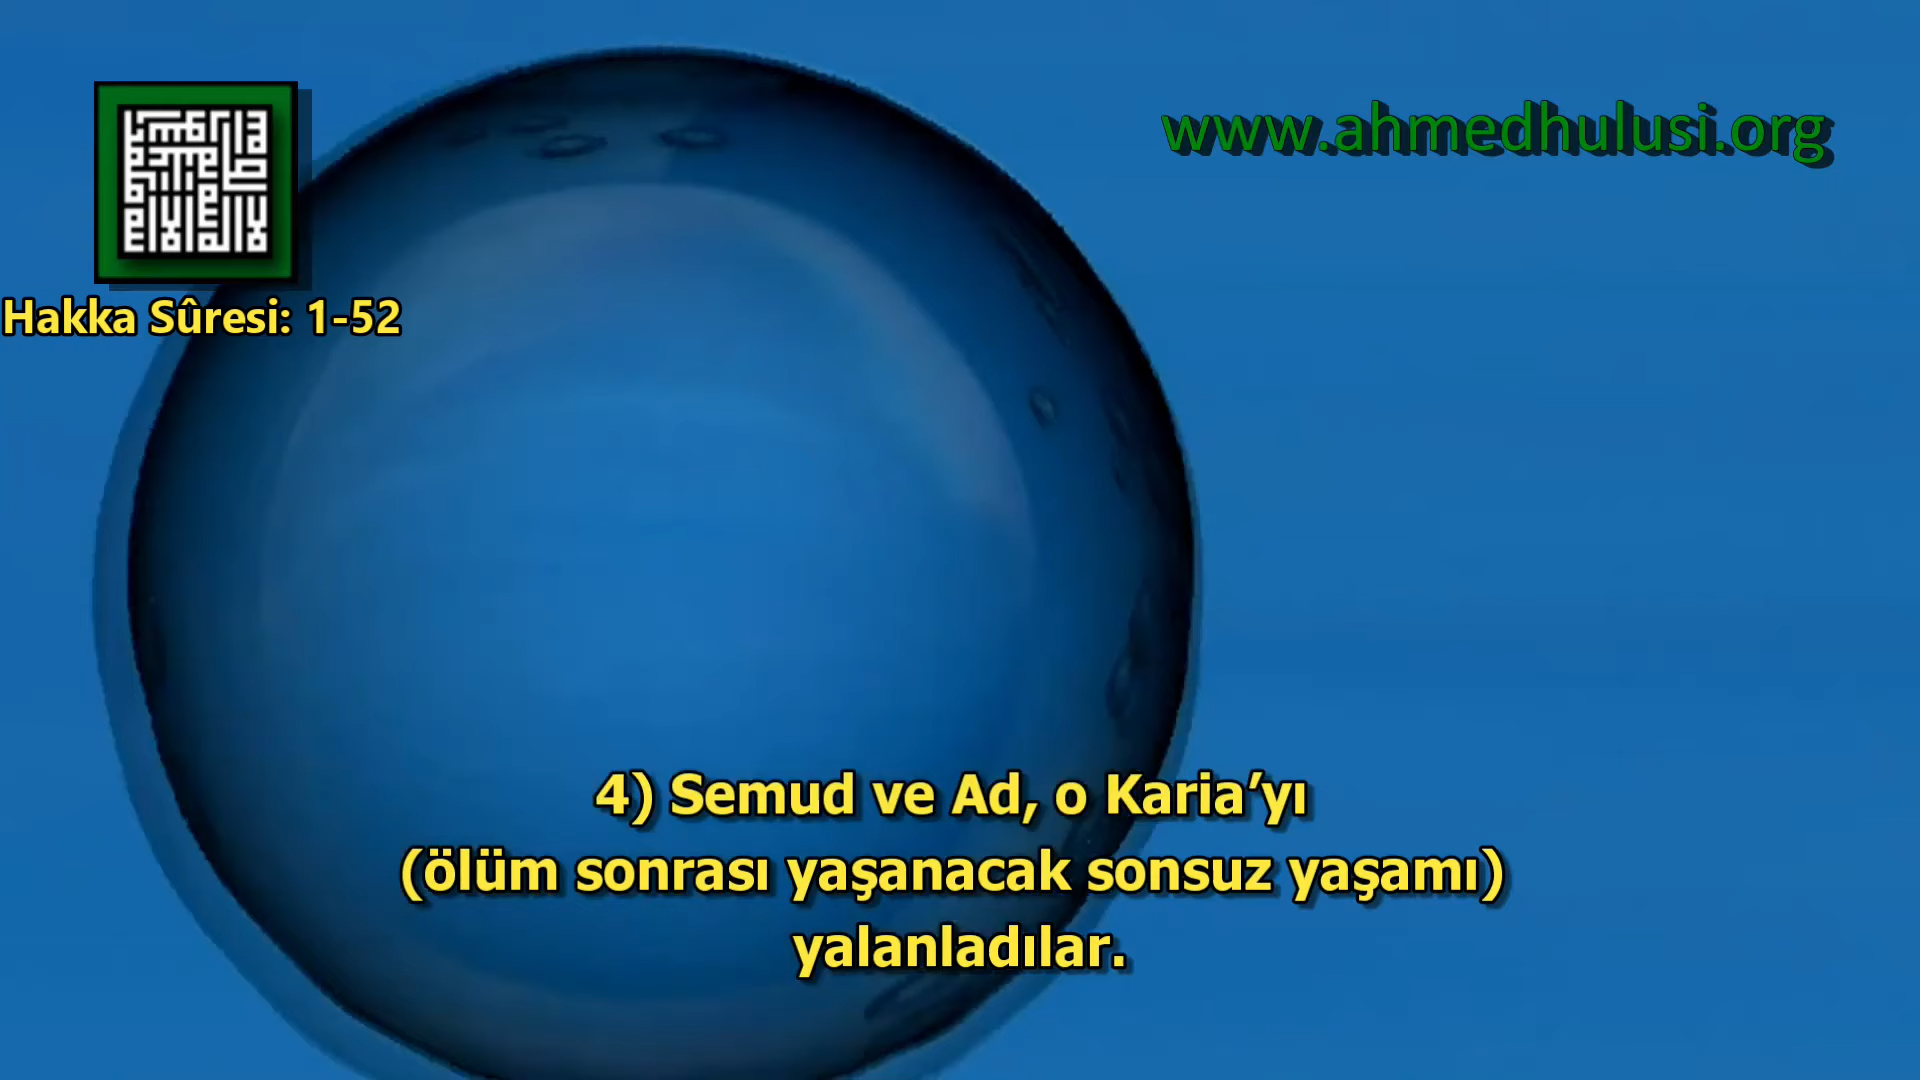 www.ahmedhulusi.org
Hakka Sûresi: 1-52
4) Semud ve Ad, o Karia’yı
(ölüm sonrası yaşanacak sonsuz yaşamı)
yalanladılar.